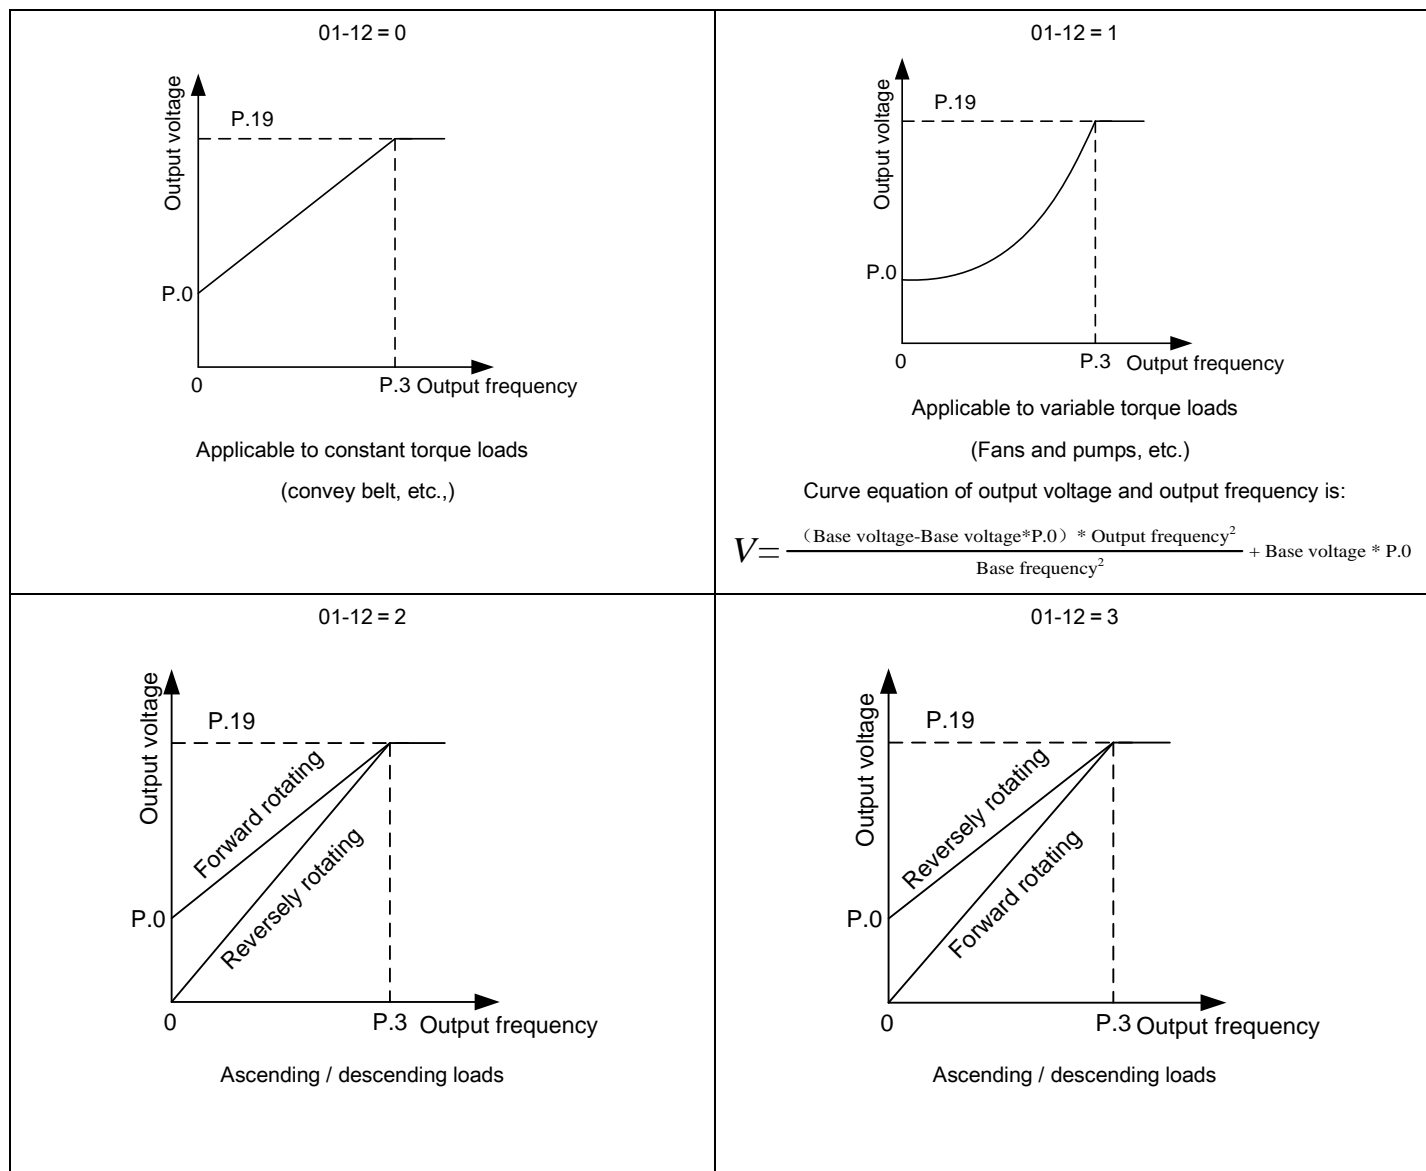 01-12 = 0
Output voltage
P.19
P.0
0
P.3 Output frequency
Applicable to constant torque loads
(convey belt, etc.,)
01-12 = 1
Output voltage
P.19
P.0
0
P.3 Output frequency
Applicable to variable torque loads
(Fans and pumps, etc.)
Curve equation of output voltage and output frequency is:
V= （Base voltage-Base voltage*P.0）* Output frequency²
Base frequency²
+ Base voltage * P.0
01-12 = 2
Output voltage
P.19
Forward rotating
Reversely rotating
P.0
0
P.3 Output frequency
Ascending / descending loads
01-12 = 3
Output voltage
P.19
Reversely rotating
Forward rotating
P.0
0
P.3 Output frequency
Ascending / descending loads